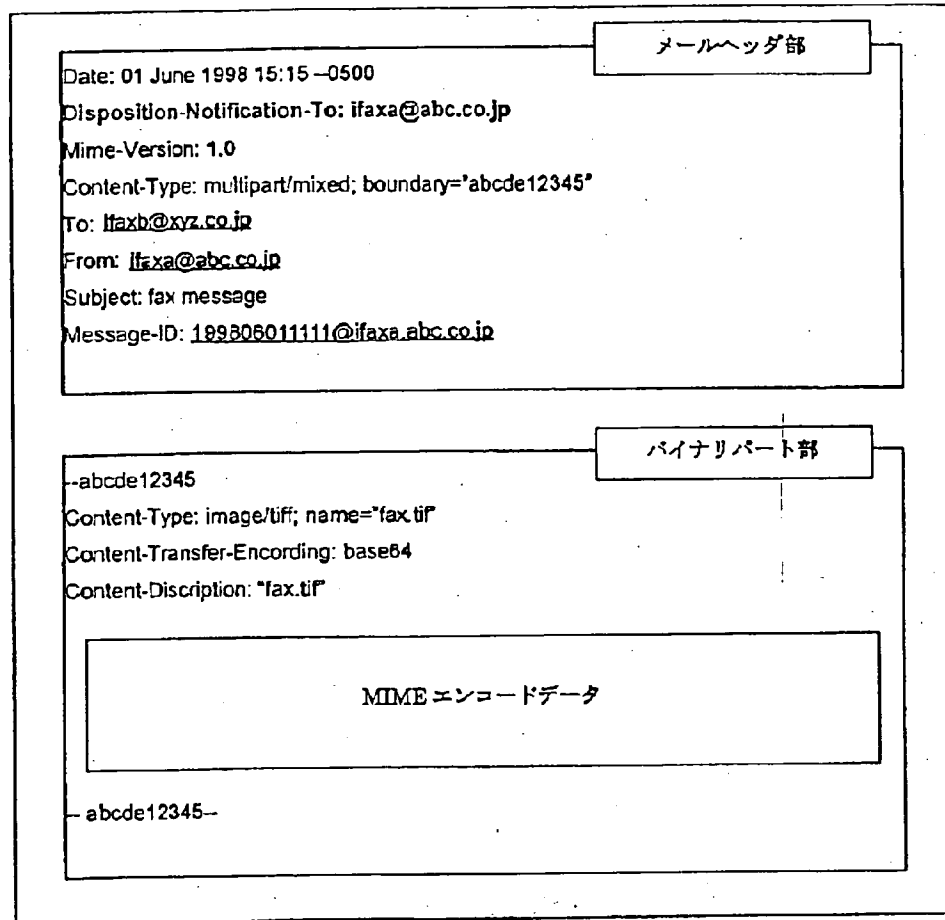 メールヘッダ部
Date: 01 June 1998 15:15 –0500
Disposition-Notification-To: ifaxa@abc.co.jp
Mime-Version: 1.0
Content-Type: multipart/mixed; boundary="abcde12345"
To: ifaxb@xyz.co.jp
From: ifaxa@abc.co.jp
Subject: fax message
Message-ID: 199806011111@ifaxa.abc.co.jp
バイナリパート部
--abcde12345
Content-Type: image/tiff; name="fax.tif"
Content-Transfer-Encording: base64
Content-Discription: "fax.tif"
MIMEエンコードデータ
-- abcde12345--